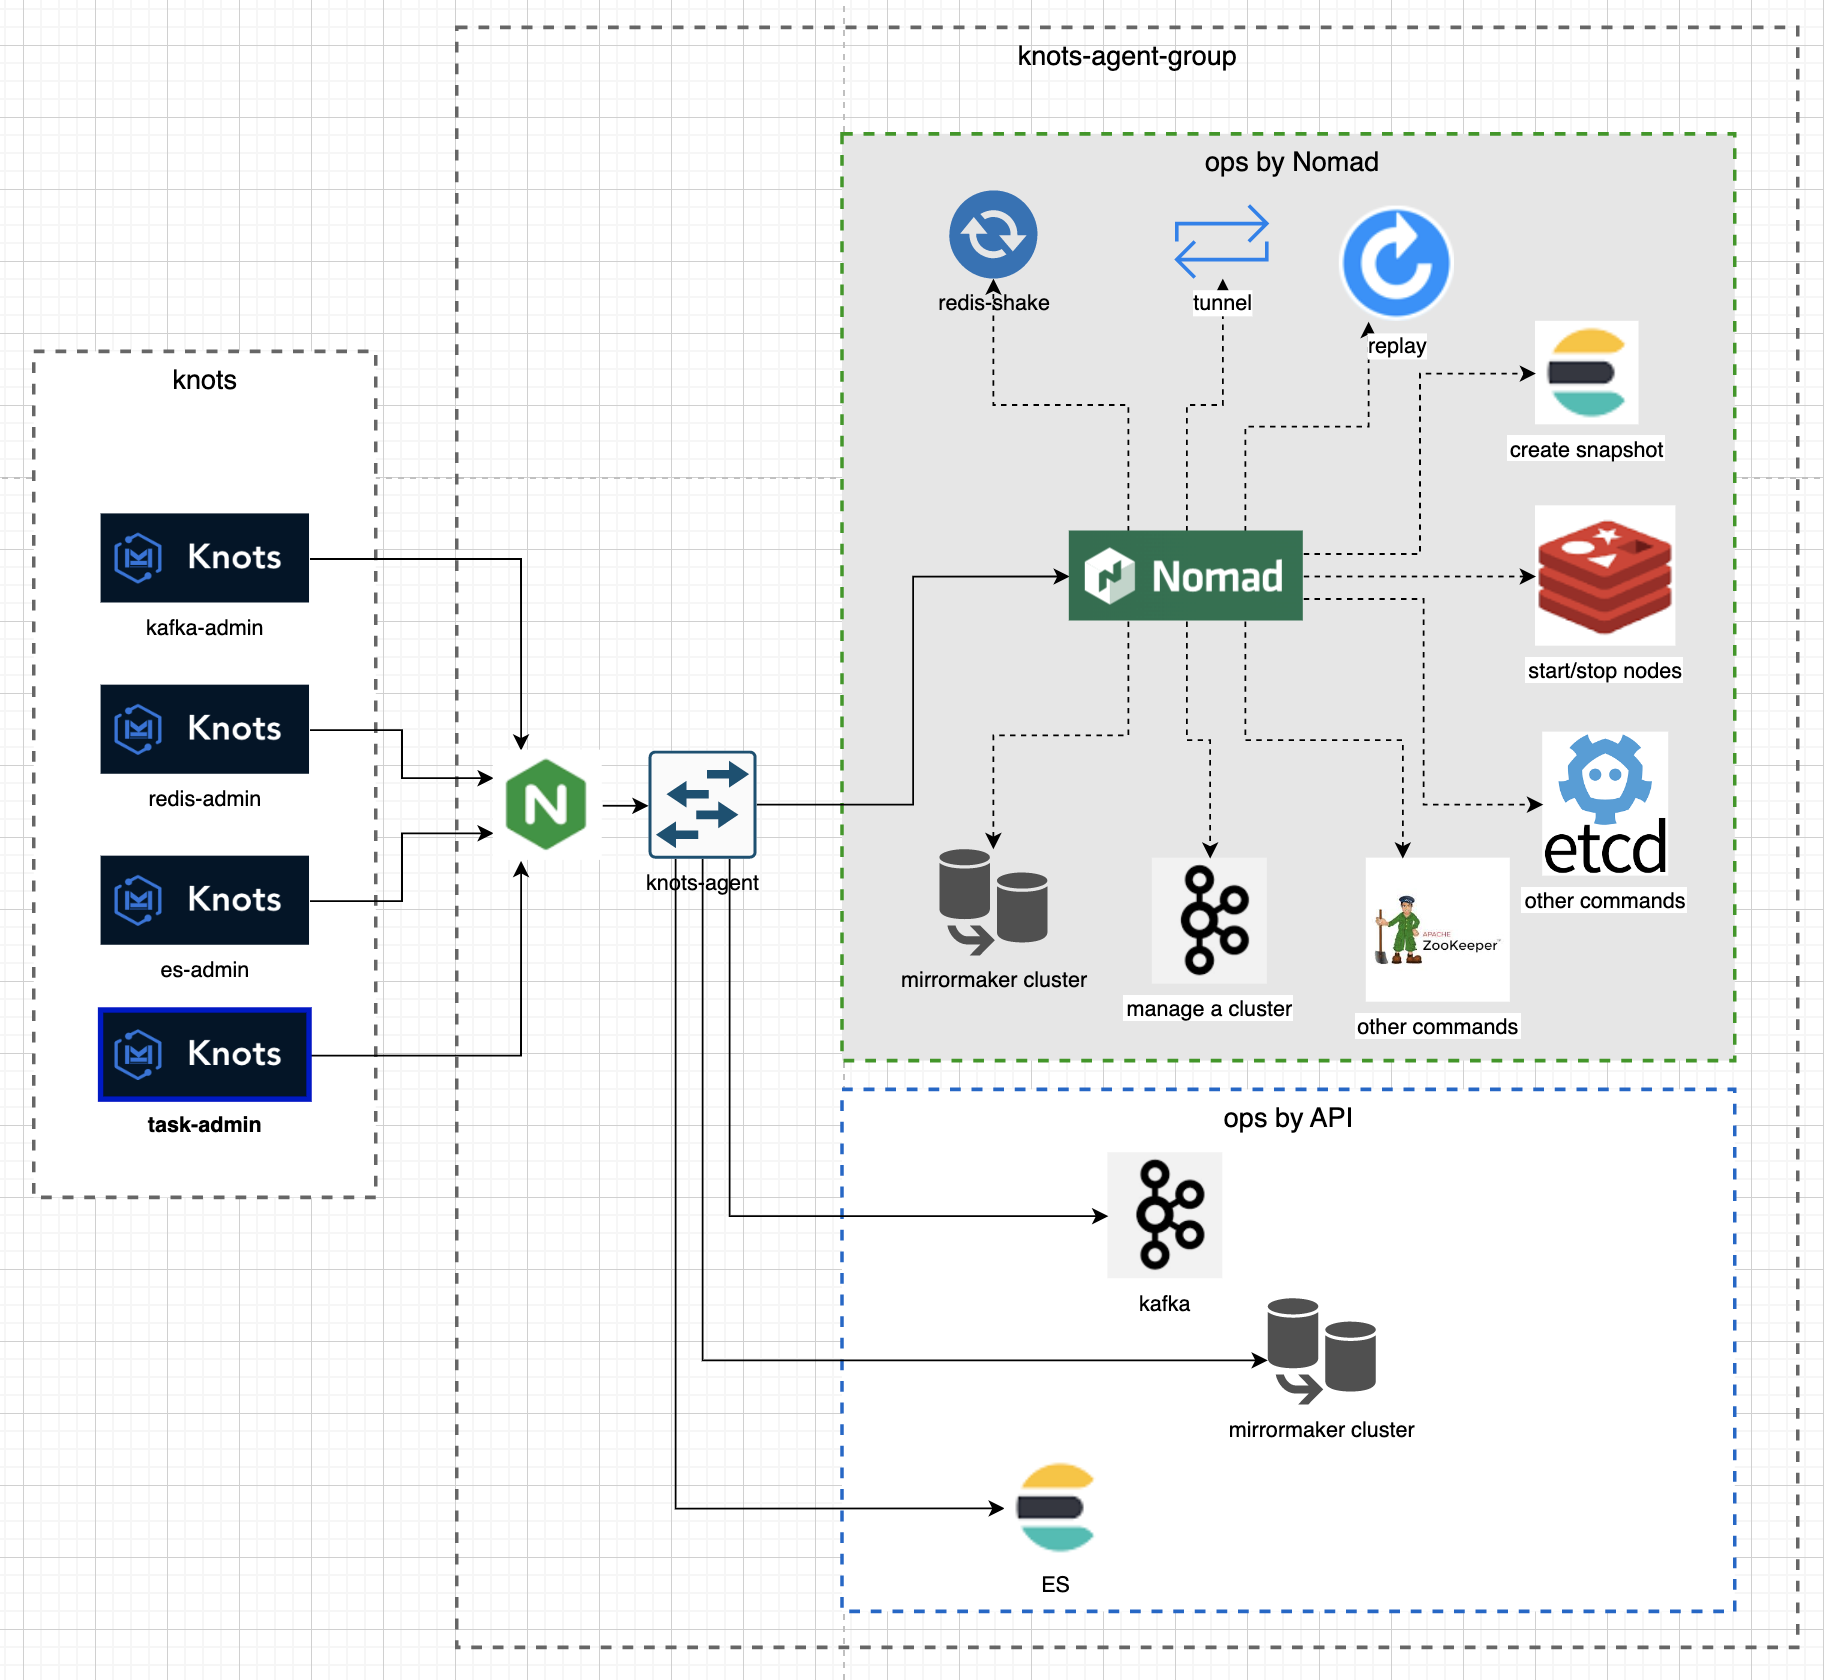 knots-agent-group
ops by Nomad
redis-shake
tunnel
replay
create snapshot
Nomad
start/stop nodes
etcd
other commands
mirrormaker cluster
manage a cluster
APACHE
ZooKeeper
other commands
knots
Knots
kafka-admin
Knots
redis-admin
Knots
es-admin
Knots
task-admin
N
knots-agent
ops by API
kafka
mirrormaker cluster
ES